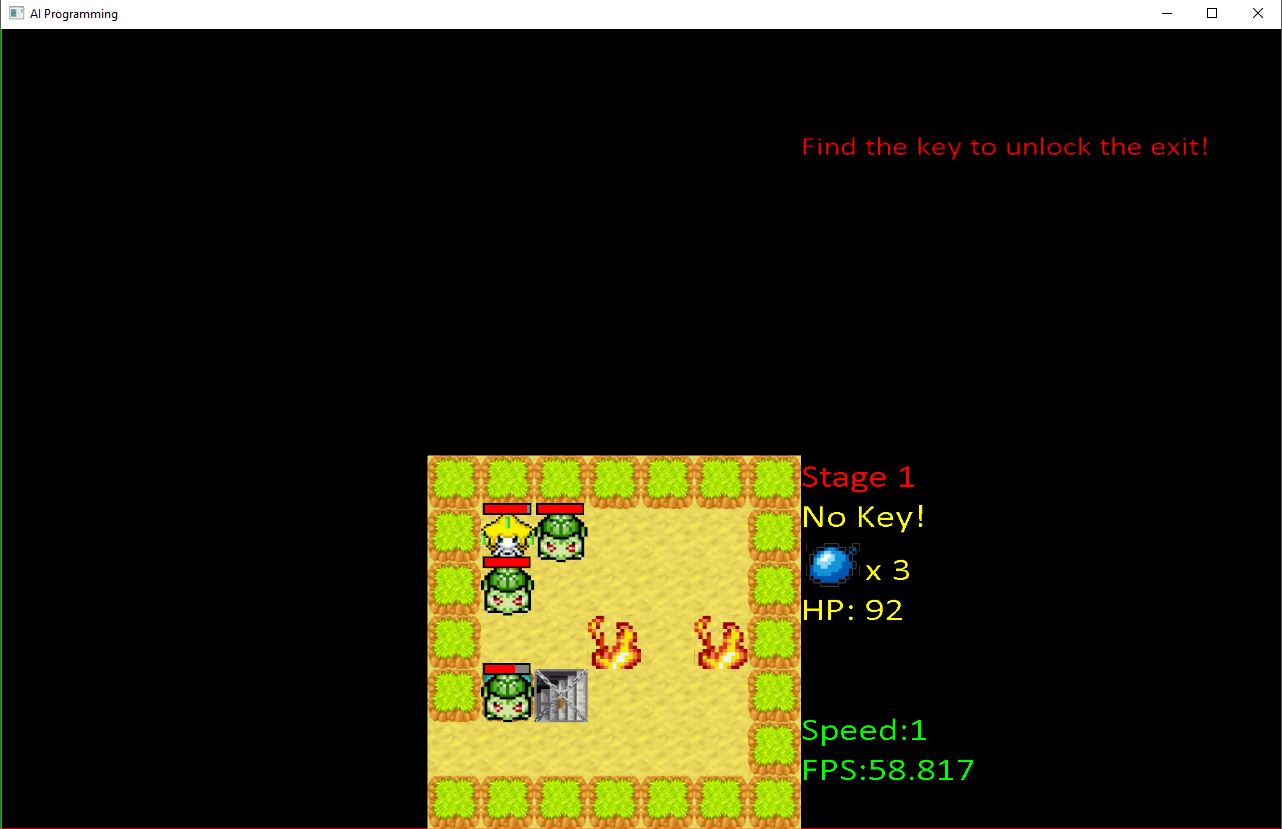 AI Programming
Find the key to unlock the exit!
Stage 1
No Key!
x 3
HP: 92
Speed:1
FPS:58.817